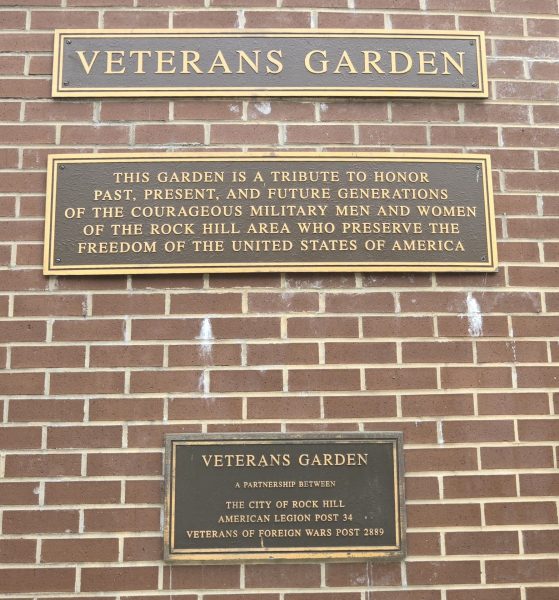 VETERANS GARDEN
THIS GARDEN IS A TRIBUTE TO HONOR
PAST, PRESENT, AND FUTURE GENERATIONS
OF THE COURAGEOUS MILITARY MEN AND WOMEN
OF THE ROCK HILL AREA WHO PRESERVE THE
FREEDOM OF THE UNITED STATES OF AMERICA
VETERANS GARDEN
A PARTNERSHIP BETWEEN
THE CITY OF ROCK HILL
AMERICAN LEGION POST 34
VETERANS OF FOREIGN WARS POST 2889